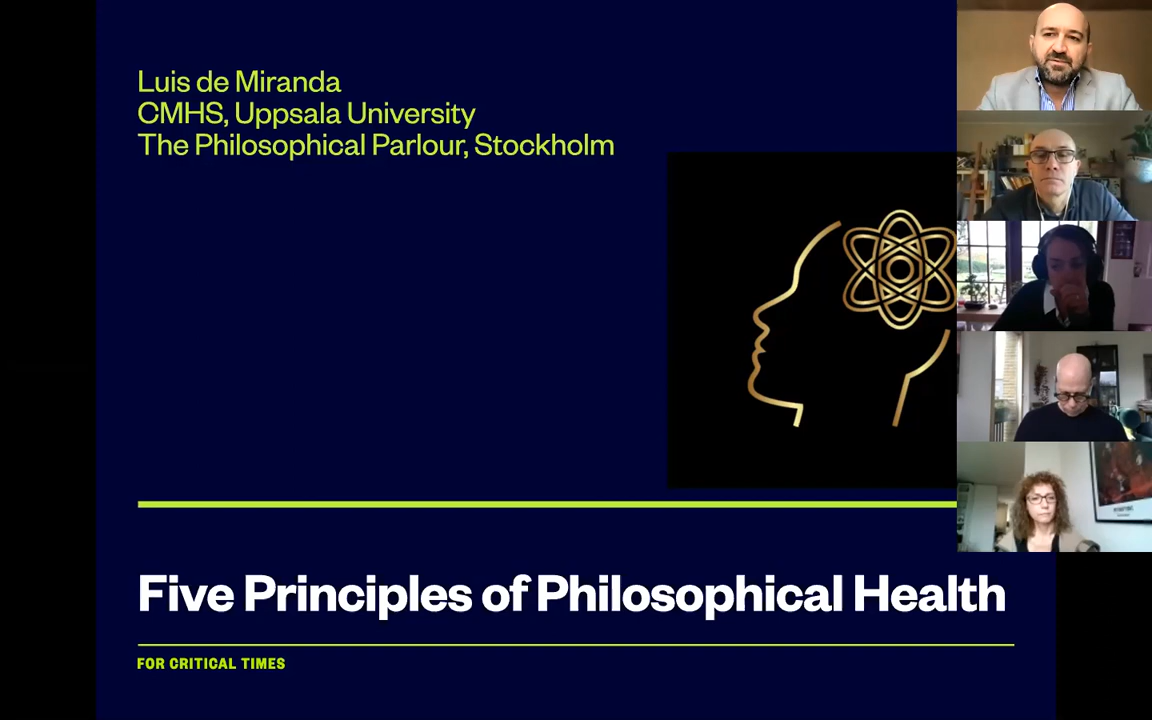 Luis de Miranda
CMHS, Uppsala University
The Philosophical Parlour, Stockholm
Five Principles of Philosophical Health
FOR CRITICAL TIMES